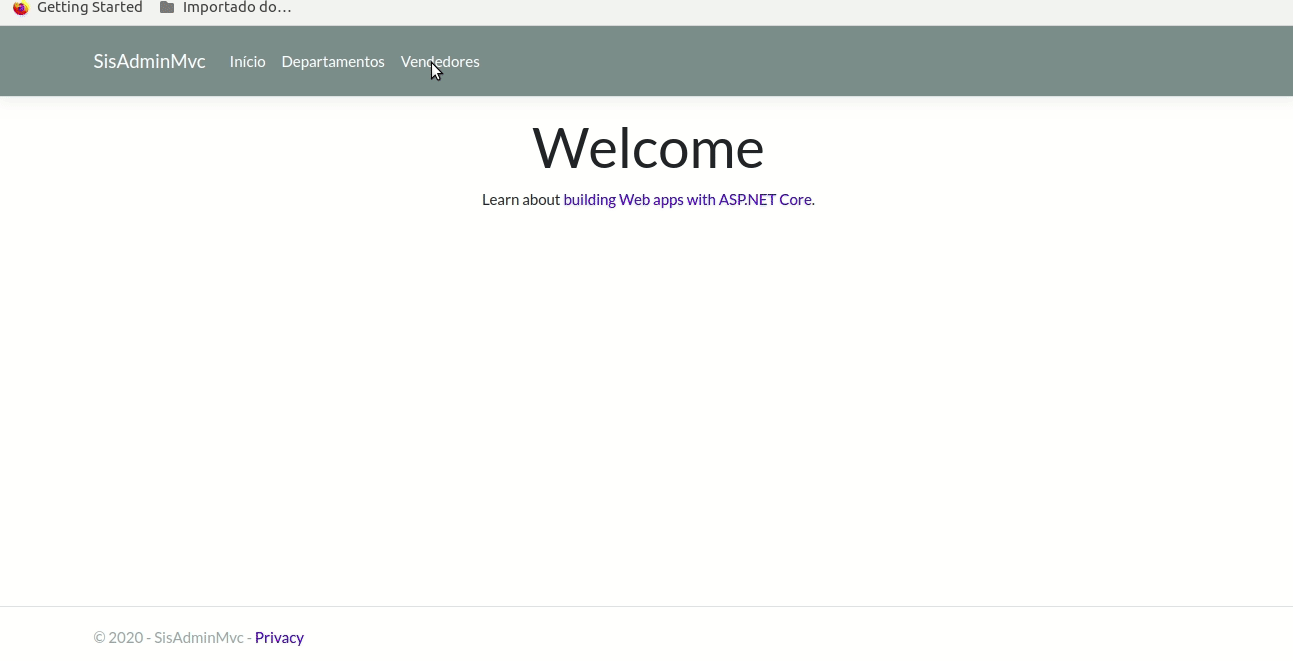 Getting Started Importado do…
SisAdminMvc Início Departamentos Vendedores
Welcome
Learn about building Web apps with ASP.NET Core.
© 2020 - SisAdminMvc - Privacy